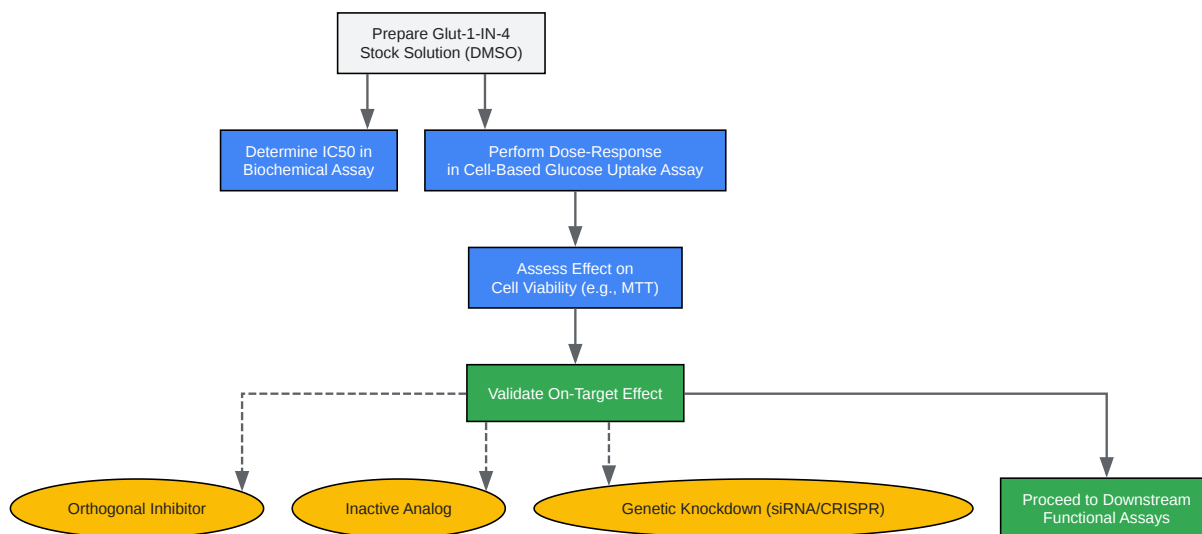 Prepare Glut-1-IN-4
Stock Solution (DMSO)
Determine IC50 in
Biochemical Assay
Perform Dose-Response
in Cell-Based Glucose Uptake Assay
Assess Effect on
Cell Viability (e.g., MTT)
Validate On-Target Effect
Orthogonal Inhibitor
Inactive Analog
Genetic Knockdown (siRNA/CRISPR)
Proceed to Downstream
Functional Assays